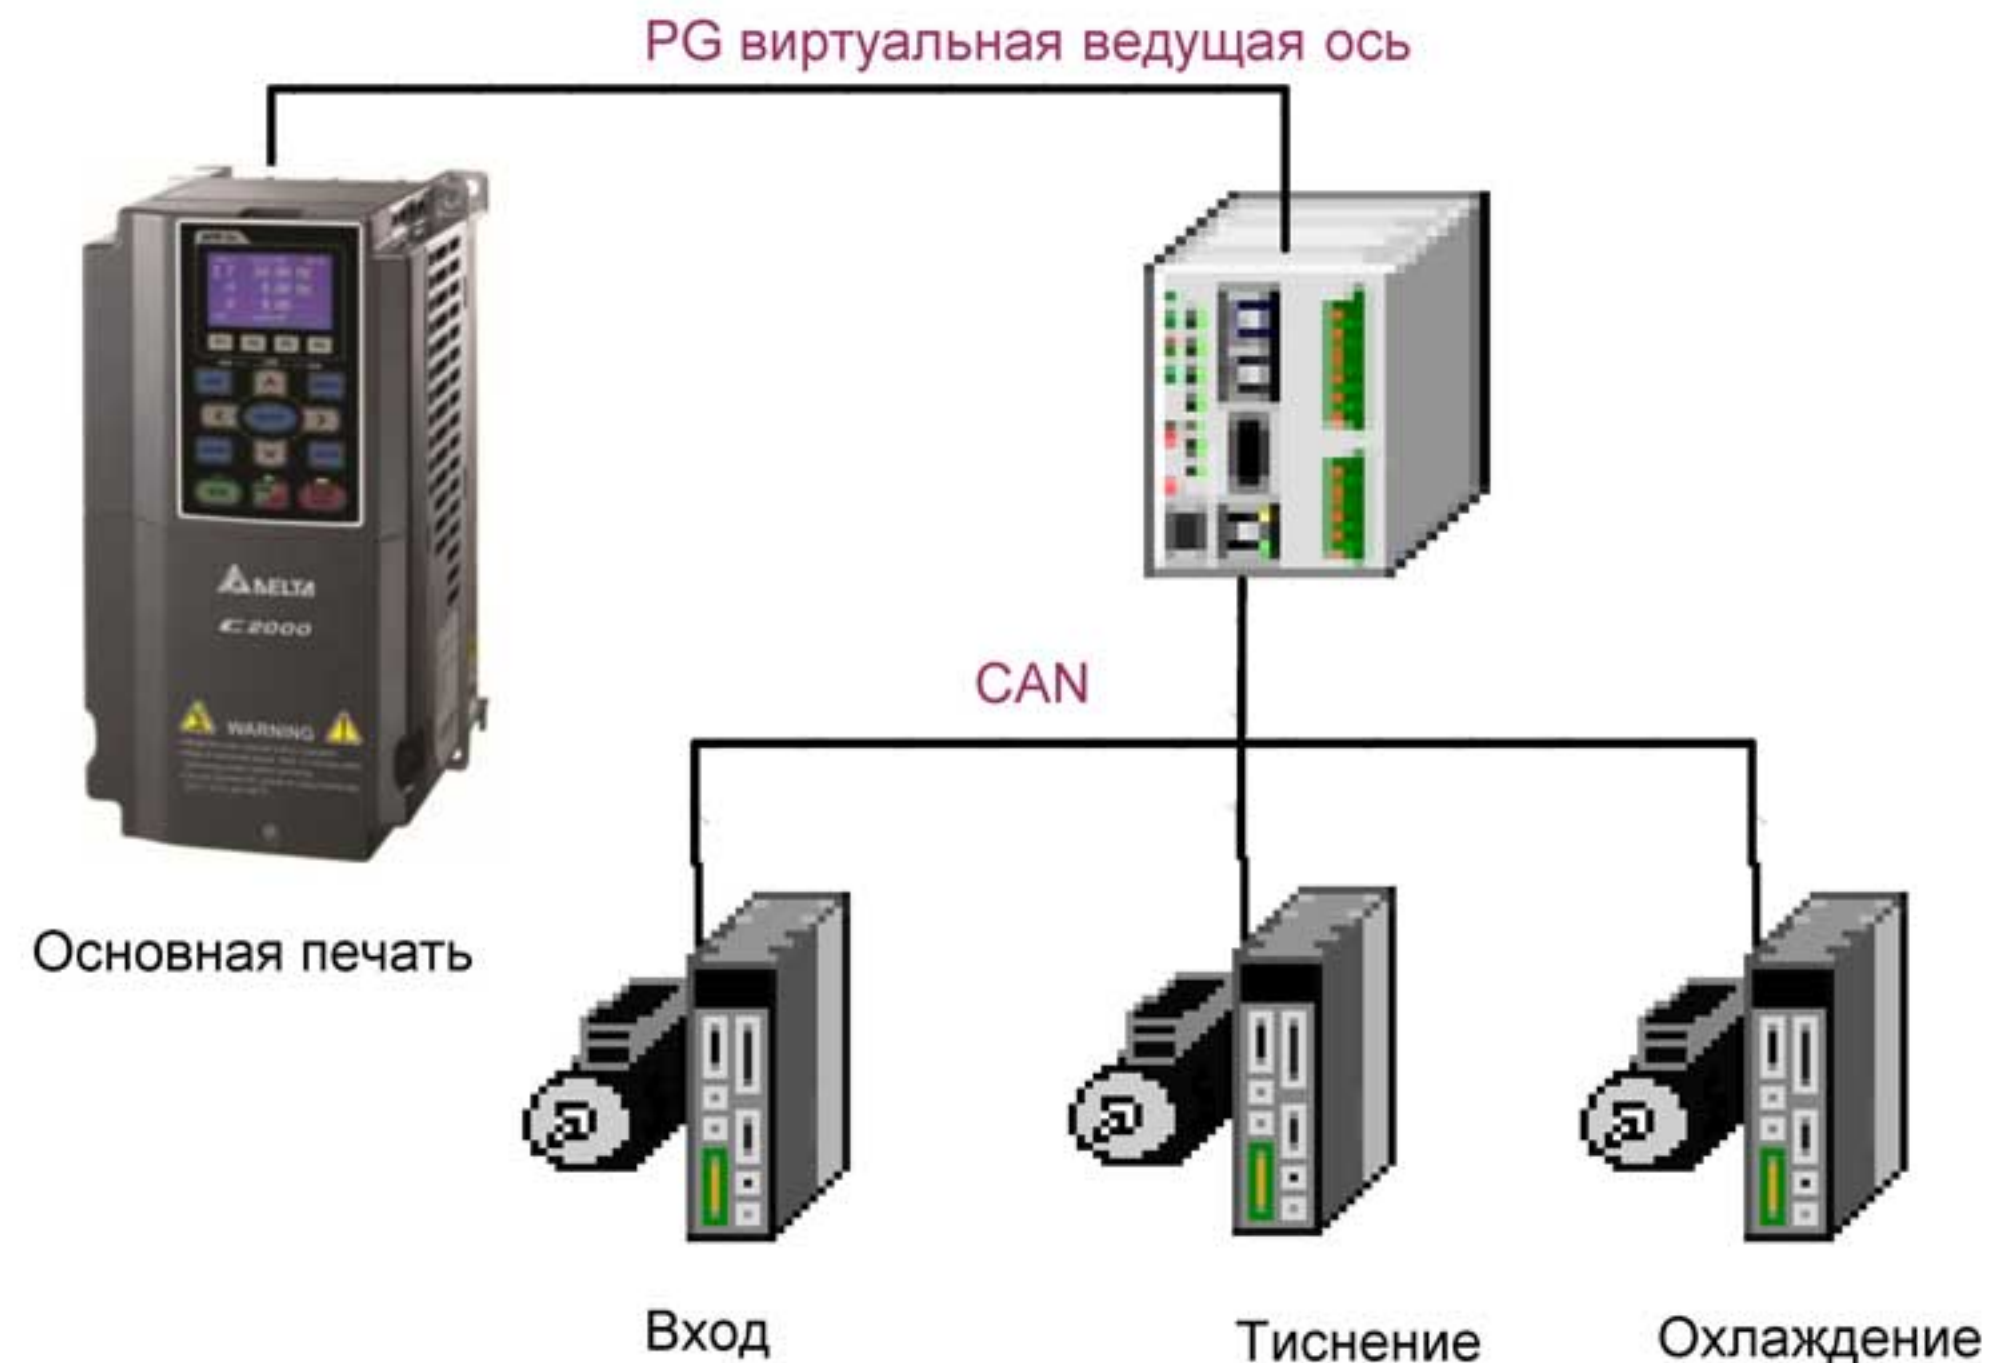 PG виртуальная ведущая ось
DELTA
C2000
WARNING
CAN
Основная печать
Вход
Тиснение
Охлаждение